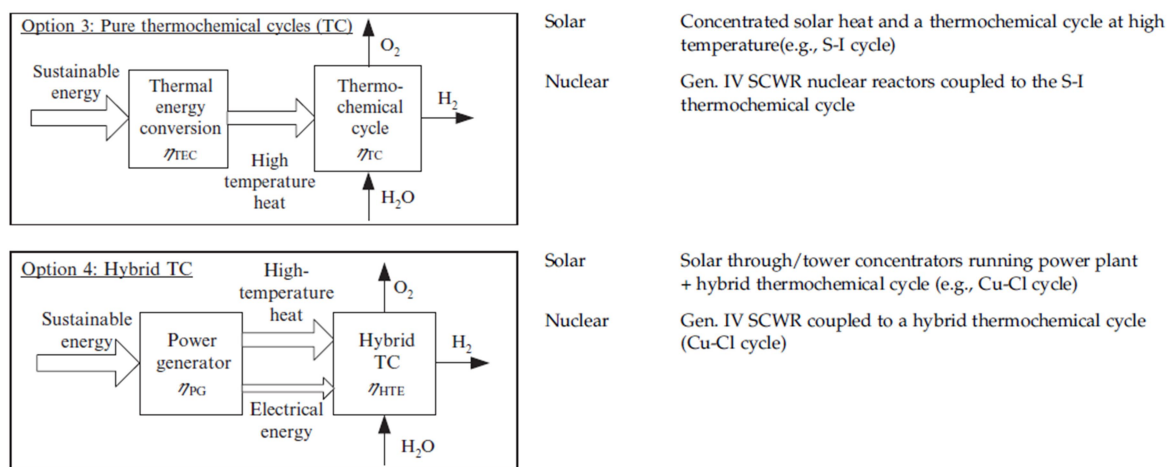 Option 3: Pure thermochemical cycles (TC)
O2
Sustainable
energy
Thermal
energy
conversion
ηTEC
High
temperature
heat
Thermo-
chemical
cycle
ηTC
H2
H2O
Solar
Concentrated solar heat and a thermochemical cycle at high
temperature(e.g., S-I cycle)
Nuclear
Gen. IV SCWR nuclear reactors coupled to the S-I
thermochemical cycle
Option 4: Hybrid TC
High-
temperature
heat
O2
Sustainable
energy
Power
generator
ηPG
Electrical
energy
Hybrid
TC
ηHTE
H2
H2O
Solar
Solar through/tower concentrators running power plant
+ hybrid thermochemical cycle (e.g., Cu-Cl cycle)
Nuclear
Gen. IV SCWR coupled to a hybrid thermochemical cycle
(Cu-Cl cycle)